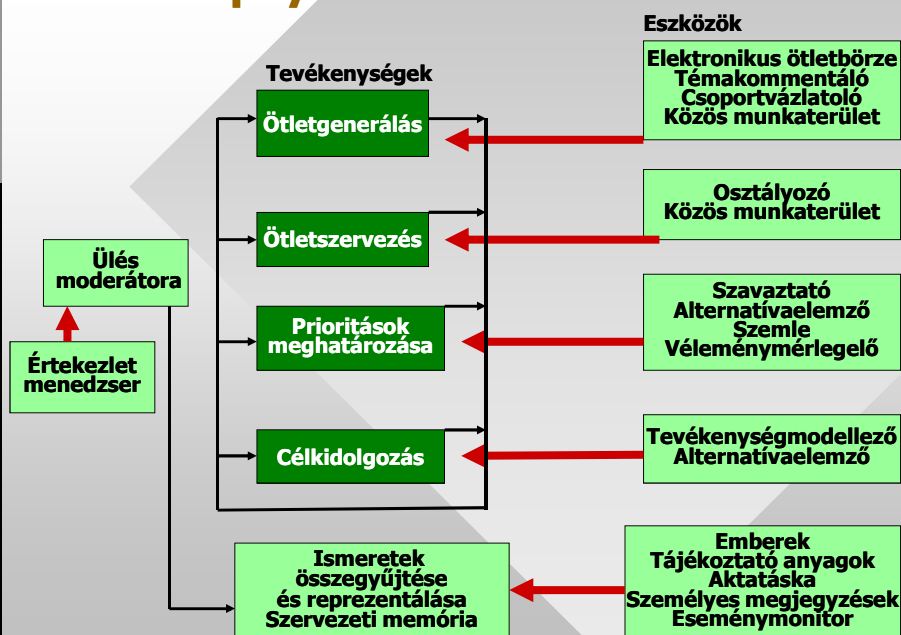 Eszközök
Tevékenységek
Elektronikus ötletbörze
Témakommentáló
Csoportvázlatoló
Közös munkaterület
Ötletgenerálás
Osztályozó
Közös munkaterület
Ötletszervezés
Ülés
moderátora
Szavaztató
Alternatívaelemző
Szemle
Véleménymérlegelő
Prioritások
meghatározása
Értekezlet
menedzser
Tevékenységmodellező
Alternatívaelemző
Célkidolgozás
Ismeretek
összegyűjtése
és reprezentálása
Szervezeti memória
Emberek
Tájékoztató anyagok
Aktatáska
Személyes megjegyzések
Eseménymonitor